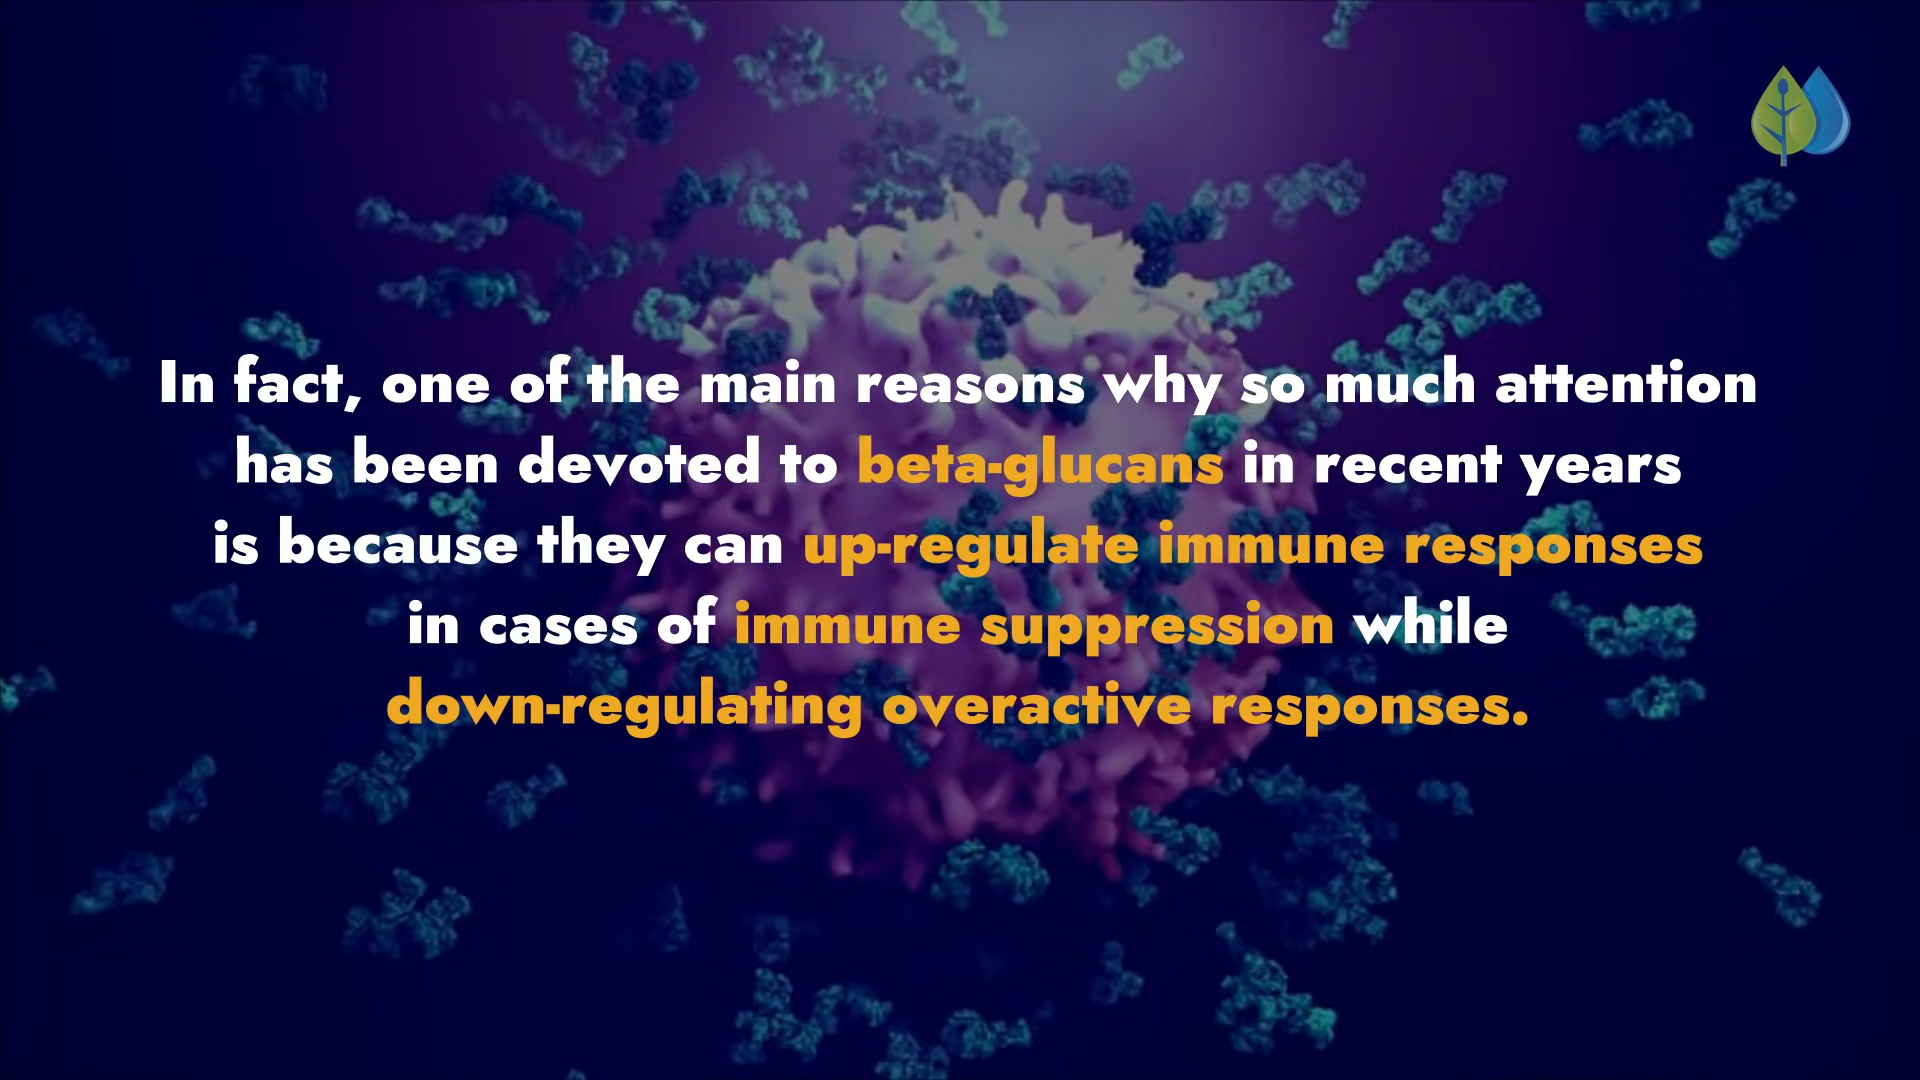 In fact, one of the main reasons why so much attention
has been devoted to beta-glucans in recent years
is because they can up-regulate immune responses
in cases of immune suppression while
down-regulating overactive responses.